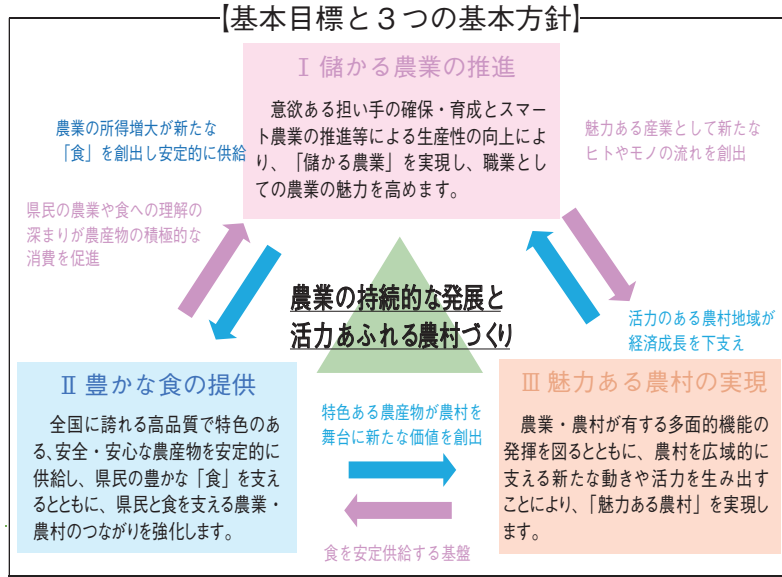 【基本目標と３つの基本方針】
Ⅰ 儲かる農業の推進
意欲ある担い手の確保・育成とスマー
ト農業の推進等による生産性の向上によ
り、「儲かる農業」を実現し、職業とし
ての農業の魅力を高めます。
農業の所得増大が新たな
「食」を創出し安定的に供給
魅力ある産業として新たな
ヒトやモノの流れを創出
県民の農業や食への理解の
深まりが農産物の積極的な
消費を促進
農業の持続的な発展と
活力あふれる農村づくり
活力のある農村地域が
経済成長を下支え
Ⅱ 豊かな食の提供
全国に誇れる高品質で特色のあ
る、安全・安心な農産物を安定的に
供給し、県民の豊かな「食」を支え
るとともに、県民と食を支える農業・
農村のつながりを強化します。
特色ある農産物が農村を
舞台に新たな価値を創出
食を安定供給する基盤
Ⅲ 魅力ある農村の実現
農業・農村が有する多面的機能の
発揮を図るとともに、農村を広域的に
支える新たな動きや活力を生み出す
ことにより、「魅力ある農村」を実現し
ます。